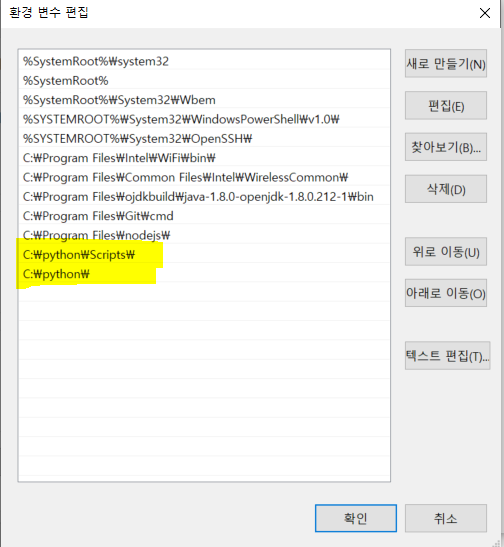 환경 변수 편집
%SystemRoot%₩system32
%SystemRoot%
%SystemRoot%₩System32₩Wbem
%SYSTEMROOT%₩System32₩WindowsPowerShell₩v1.0₩
%SYSTEMROOT%₩System32₩OpenSSH₩
C:₩Program Files₩Intel₩WiFi₩bin₩
C:₩Program Files₩Common Files₩Intel₩WirelessCommon₩
C:₩Program Files₩ojdkbuild₩java-1.8.0-openjdk-1.8.0.212-1₩bin
C:₩Program Files₩Git₩cmd
C:₩Program Files₩nodejs₩
C:₩python₩Scripts₩
C:₩python₩
새로 만들기(N)
편집(E)
찾아보기(B)...
삭제(D)
위로 이동(U)
아래로 이동(O)
텍스트 편집(T)...
확인
취소